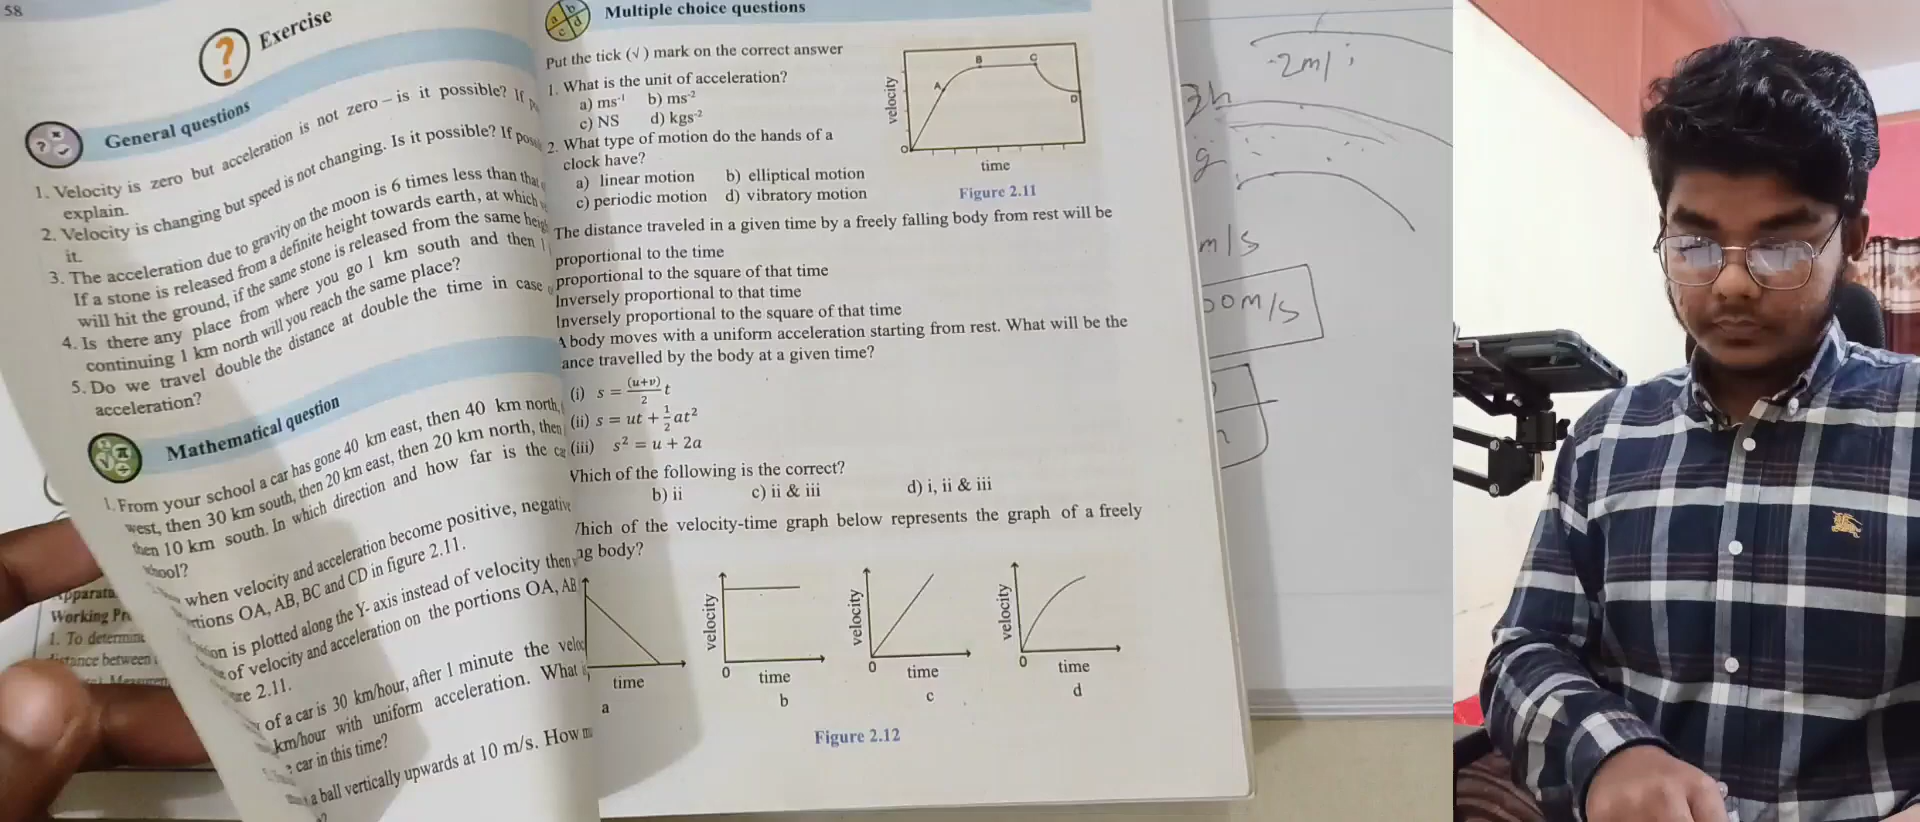 58
Exercise
General questions
1. Velocity is zero but acceleration is not zero – is it possible? If
explain.
2. Velocity is changing but speed is not changing. Is it possible? If
it.
3. The acceleration due to gravity on the moon is 6 times less than that
If a stone is released from a definite height towards earth, at which
will hit the ground, if the same stone is released from the same
4. Is there any place from where you go 1 km south and then
continuing 1 km north will you reach the same place?
5. Do we travel double the distance at double the time in case
acceleration?
Mathematical question
1. From your school a car has gone 40 km east, then 40 km north,
west, then 30 km south, then 20 km east, then 20 km north, then
then 10 km south. In which direction and how far is the
when velocity and acceleration become positive,
OA, AB, BC and CD in figure 2.11.
is plotted along the Y- axis instead of velocity then
of velocity and acceleration on the portions OA, AB
2.11.
of a car is 30 km/hour, after 1 minute the
km/hour with uniform acceleration. What
car in this time?
a ball vertically upwards at 10 m/s. How
Working
1. To determine
between
Multiple choice questions
Put the tick (√ ) mark on the correct answer
1. What is the unit of acceleration?
a) ms⁻¹ b) ms⁻²
c) NS d) kgs⁻²
2. What type of motion do the hands of a
clock have?
a) linear motion b) elliptical motion
c) periodic motion d) vibratory motion
velocity
A
B
C
D
O
time
Figure 2.11
The distance traveled in a given time by a freely falling body from rest will be
proportional to the time
proportional to the square of that time
Inversely proportional to that time
Inversely proportional to the square of that time
A body moves with a uniform acceleration starting from rest. What will be the
ance travelled by the body at a given time?
(i) s = (u+v)/2 t
(ii) s = ut + 1/2 at²
(iii) s² = u + 2a
Which of the following is the correct?
b) ii c) ii & iii d) i, ii & iii
hich of the velocity-time graph below represents the graph of a freely
ng body?
time
a
velocity
0
time
b
velocity
0
time
c
velocity
0
time
d
Figure 2.12
m/s